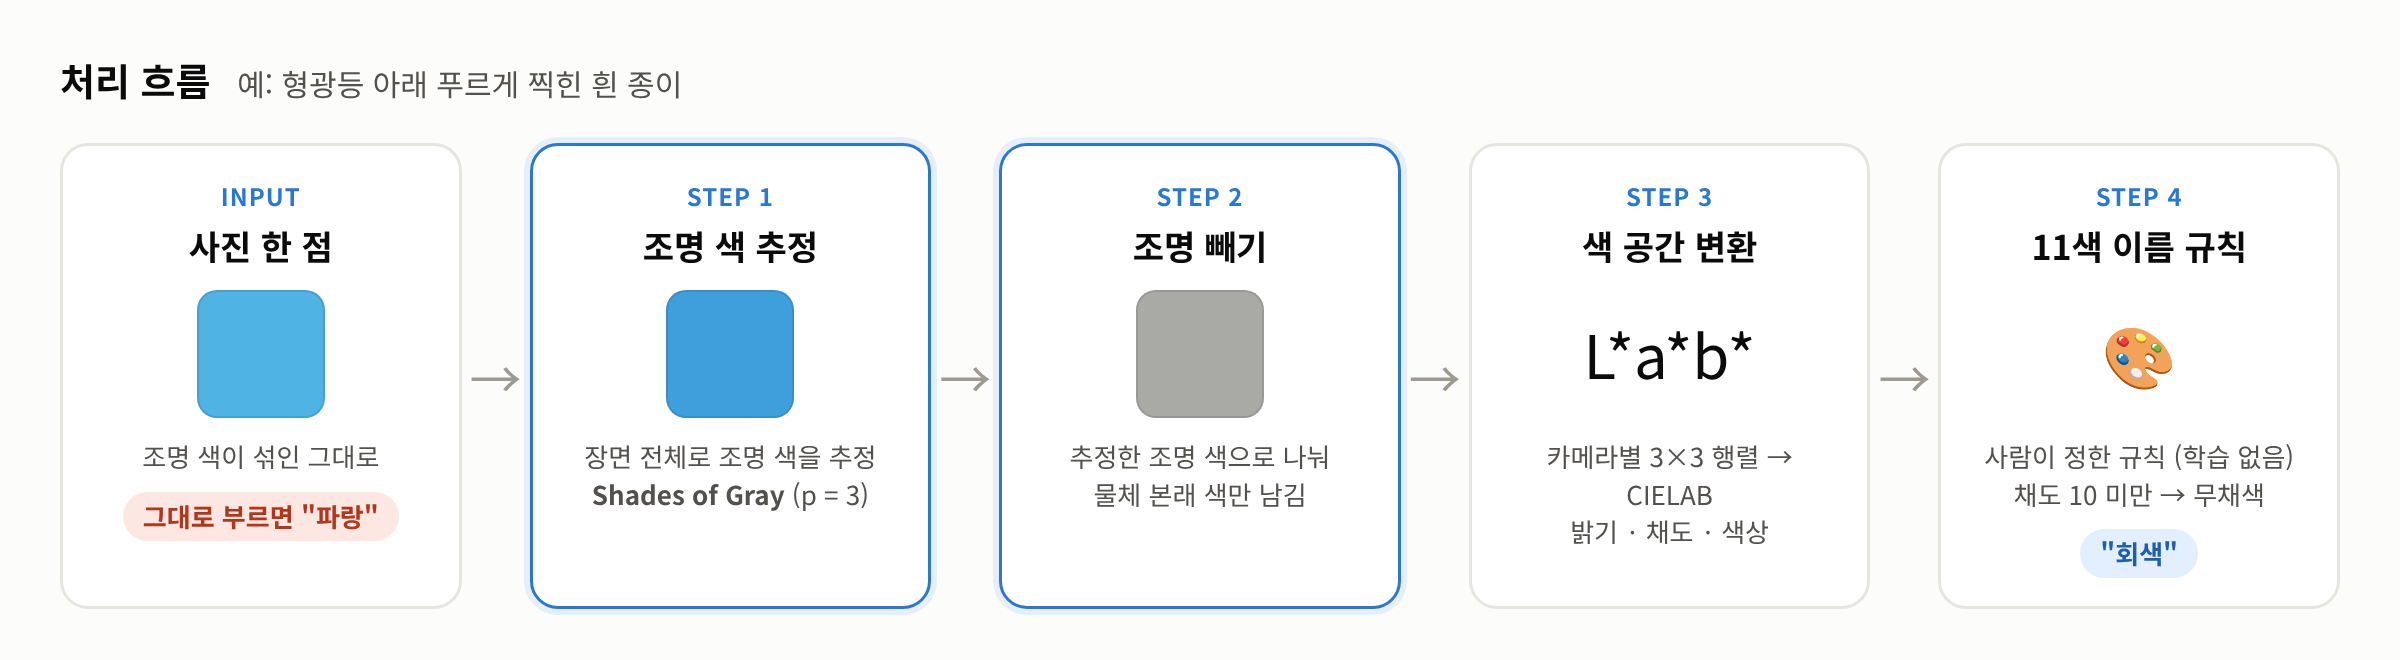 처리 흐름 예: 형광등 아래 푸르게 찍힌 흰 종이
INPUT
사진 한 점
조명 색이 섞인 그대로
그대로 부르면 "파랑"
→
STEP 1
조명 색 추정
장면 전체로 조명 색을 추정
Shades of Gray (p = 3)
→
STEP 2
조명 빼기
추정한 조명 색으로 나눠
물체 본래 색만 남김
→
STEP 3
색 공간 변환
L*a*b*
카메라별 3×3 행렬 →
CIELAB
밝기 · 채도 · 색상
→
STEP 4
11색 이름 규칙
사람이 정한 규칙 (학습 없음)
채도 10 미만 → 무채색
"회색"